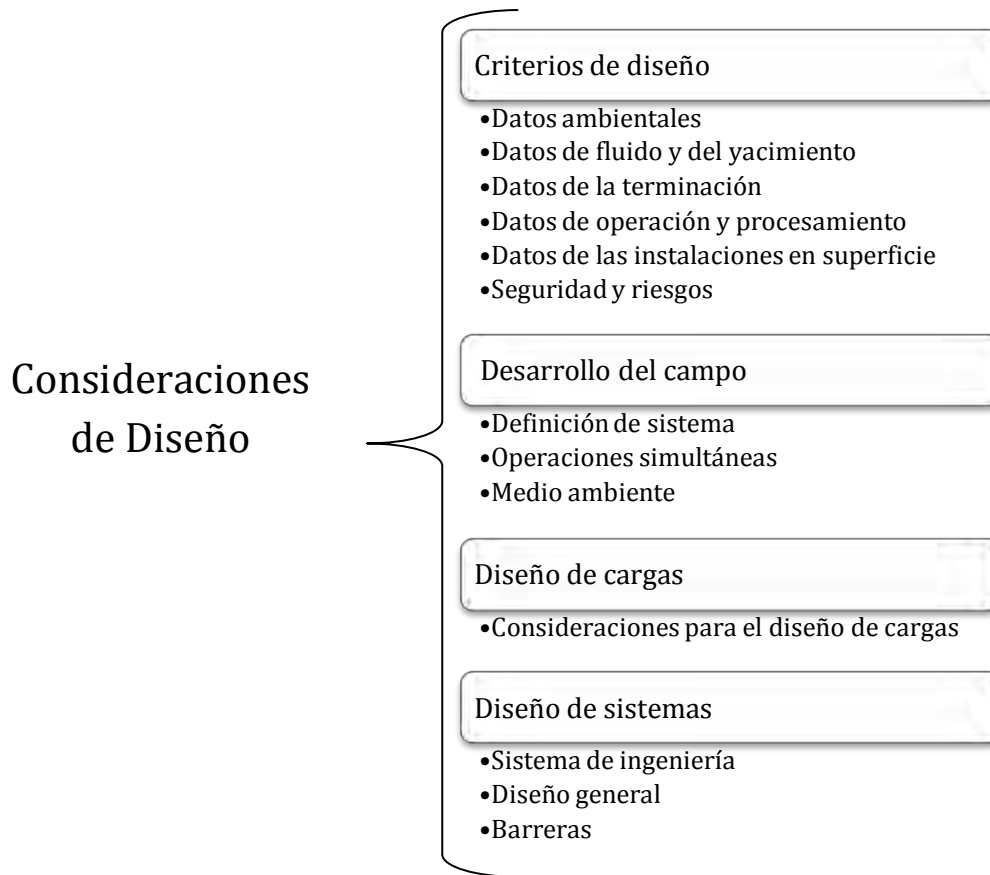 Consideraciones
de Diseño
Criterios de diseño
•Datos ambientales
•Datos de fluido y del yacimiento
•Datos de la terminación
•Datos de operación y procesamiento
•Datos de las instalaciones en superficie
•Seguridad y riesgos
Desarrollo del campo
•Definición de sistema
•Operaciones simultáneas
•Medio ambiente
Diseño de cargas
•Consideraciones para el diseño de cargas
Diseño de sistemas
•Sistema de ingeniería
•Diseño general
•Barreras